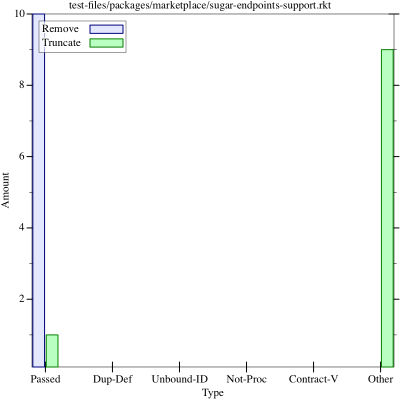 test-files/packages/marketplace/sugar-endpoints-support.rkt
10
Remove
Truncate
8
6
Amount
4
2
Passed Dup-Def Unbound-ID Not-Proc Contract-V Other
Type